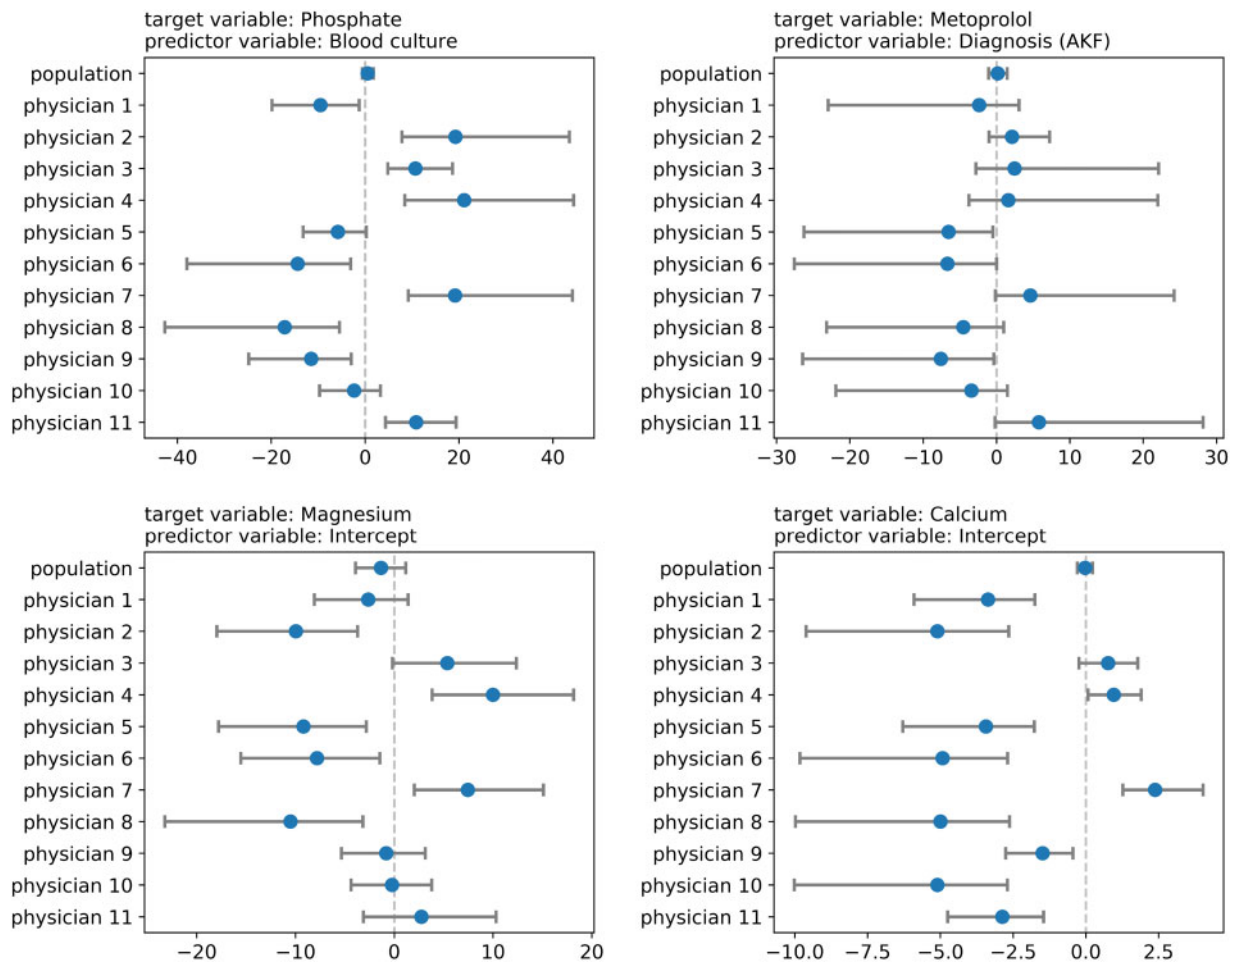 target variable: Phosphate
predictor variable: Blood culture
population
physician 1
physician 2
physician 3
physician 4
physician 5
physician 6
physician 7
physician 8
physician 9
physician 10
physician 11
−40 −20 0 20 40
target variable: Metoprolol
predictor variable: Diagnosis (AKF)
population
physician 1
physician 2
physician 3
physician 4
physician 5
physician 6
physician 7
physician 8
physician 9
physician 10
physician 11
−30 −20 −10 0 10 20 30
target variable: Magnesium
predictor variable: Intercept
population
physician 1
physician 2
physician 3
physician 4
physician 5
physician 6
physician 7
physician 8
physician 9
physician 10
physician 11
−20 −10 0 10 20
target variable: Calcium
predictor variable: Intercept
population
physician 1
physician 2
physician 3
physician 4
physician 5
physician 6
physician 7
physician 8
physician 9
physician 10
physician 11
−10.0 −7.5 −5.0 −2.5 0.0 2.5